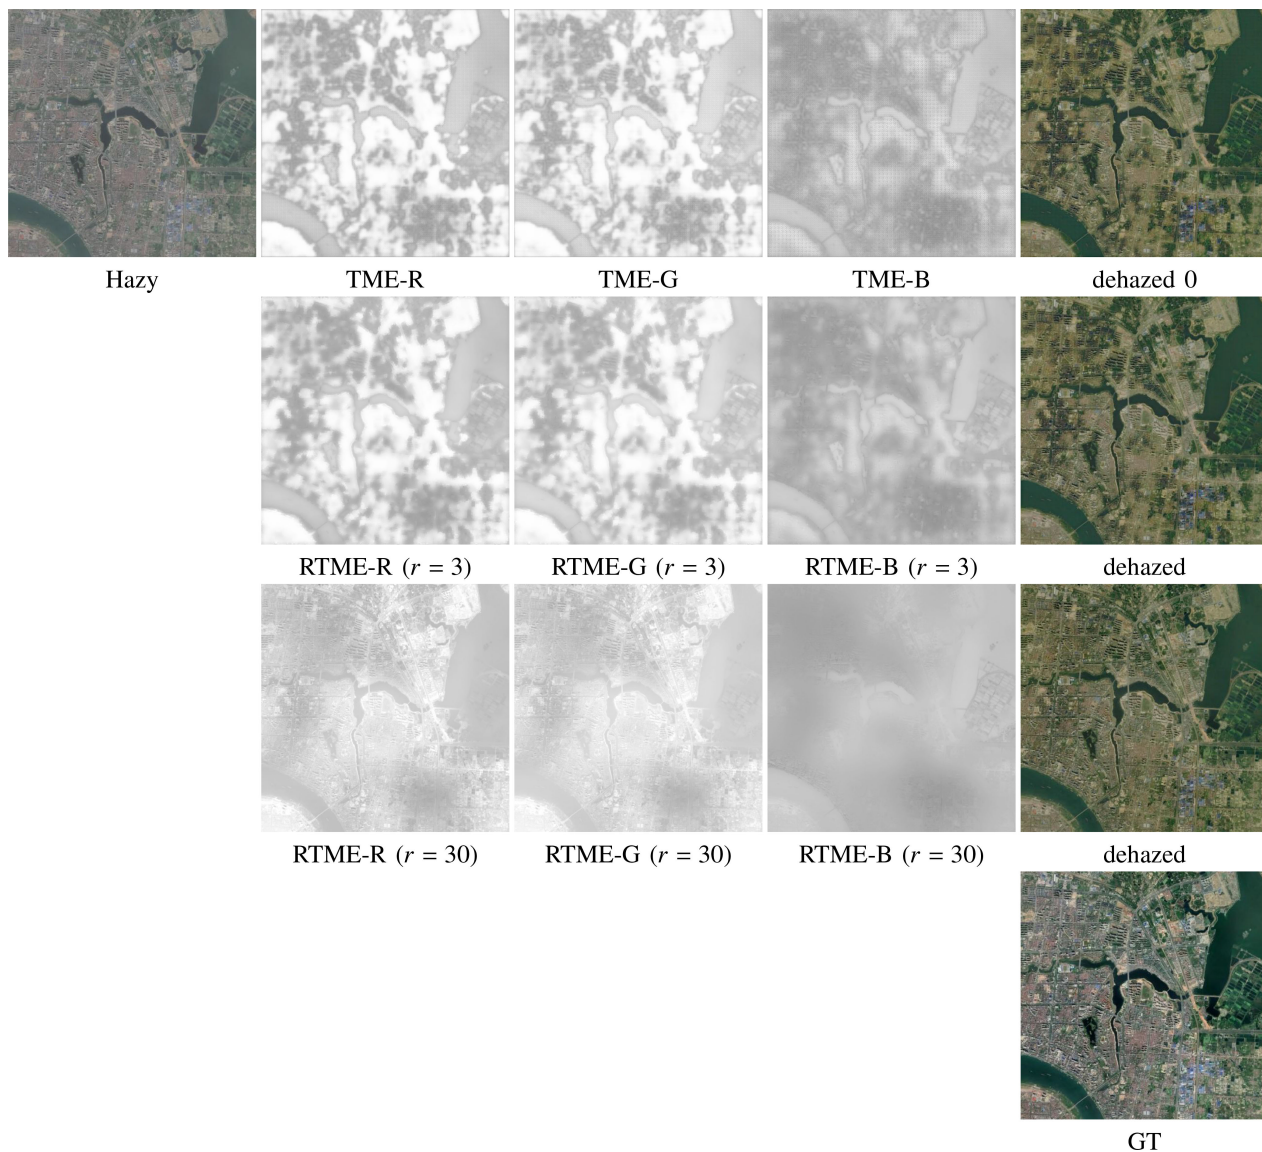 Hazy TME-R TME-G TME-B dehazed 0
RTME-R (r = 3) RTME-G (r = 3) RTME-B (r = 3) dehazed
RTME-R (r = 30) RTME-G (r = 30) RTME-B (r = 30) dehazed
GT